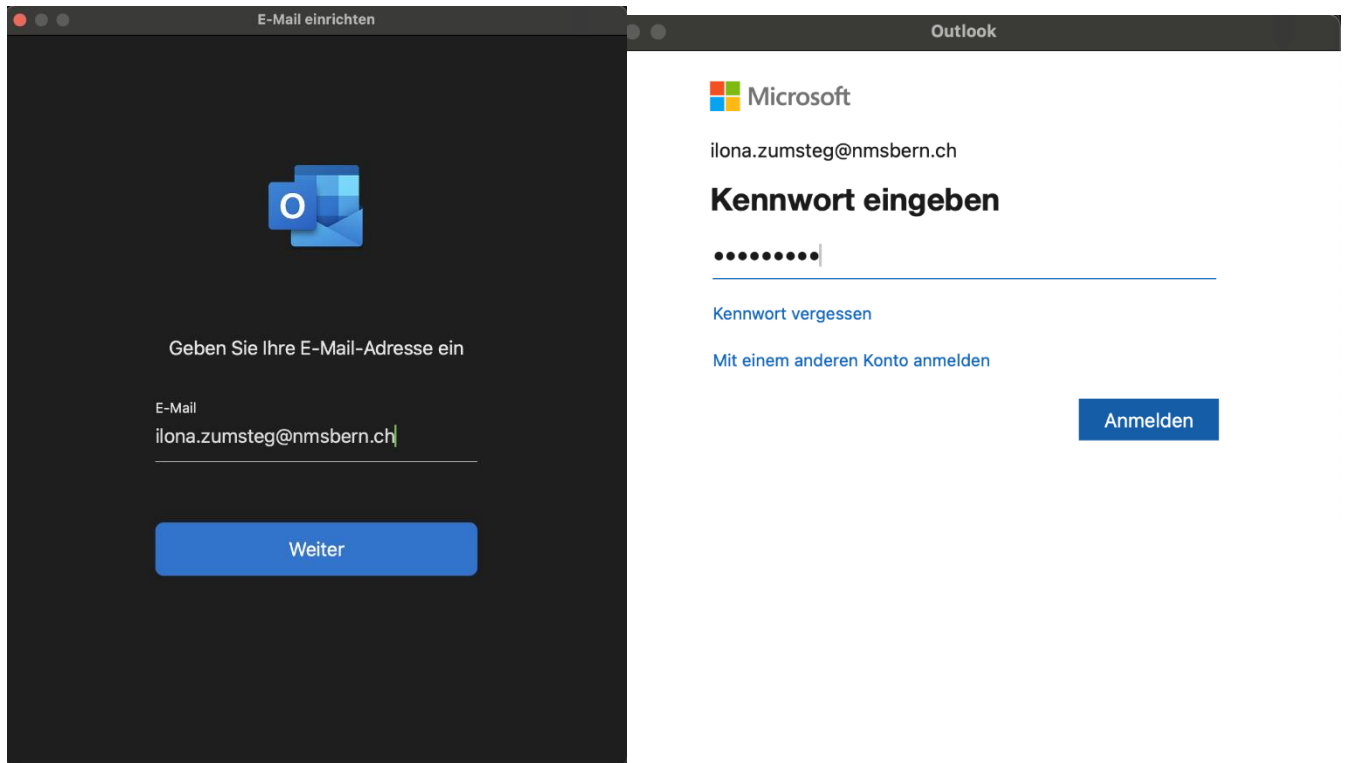 E-Mail einrichten
O
Geben Sie Ihre E-Mail-Adresse ein
E-Mail
ilona.zumsteg@nmsbern.ch
Weiter
Outlook
Microsoft
ilona.zumsteg@nmsbern.ch
Kennwort eingeben
•••••••••
Kennwort vergessen
Mit einem anderen Konto anmelden
Anmelden